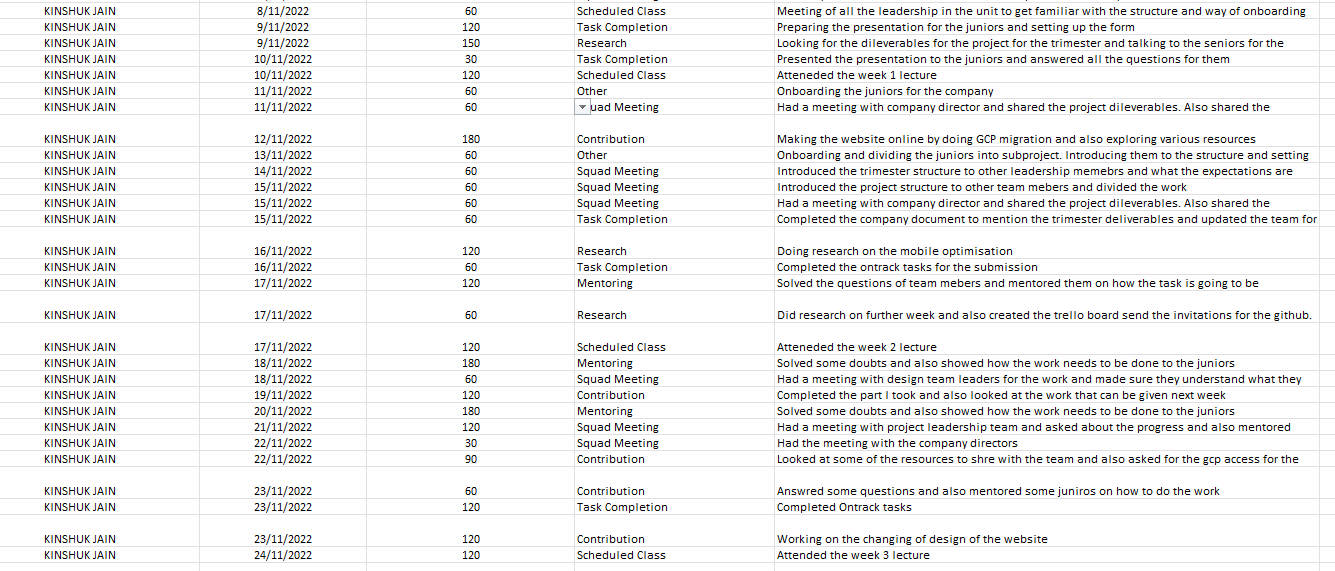 KINSHUK JAIN 8/11/2022 60 Scheduled Class Meeting of all the leadership in the unit to get familiar with the structure and way of onboarding
KINSHUK JAIN 9/11/2022 120 Task Completion Preparing the presentation for the juniors and setting up the form
KINSHUK JAIN 9/11/2022 150 Research Looking for the dileverables for the project for the trimester and talking to the seniors for the
KINSHUK JAIN 10/11/2022 30 Task Completion Presented the presentation to the juniors and answered all the questions for them
KINSHUK JAIN 10/11/2022 120 Scheduled Class Atteneded the week 1 lecture
KINSHUK JAIN 11/11/2022 60 Other Onboarding the juniors for the company
KINSHUK JAIN 11/11/2022 60 uad Meeting Had a meeting with company director and shared the project dileverables. Also shared the
KINSHUK JAIN 12/11/2022 180 Contribution Making the website online by doing GCP migration and also exploring various resources
KINSHUK JAIN 13/11/2022 60 Other Onboarding and dividing the juniors into subproject. Introducing them to the structure and setting
KINSHUK JAIN 14/11/2022 60 Squad Meeting Introduced the trimester structure to other leadership memebrs and what the expectations are
KINSHUK JAIN 15/11/2022 60 Squad Meeting Introduced the project structure to other team mebers and divided the work
KINSHUK JAIN 15/11/2022 60 Squad Meeting Had a meeting with company director and shared the project dileverables. Also shared the
KINSHUK JAIN 15/11/2022 60 Task Completion Completed the company document to mention the trimester deliverables and updated the team for
KINSHUK JAIN 16/11/2022 120 Research Doing research on the mobile optimisation
KINSHUK JAIN 16/11/2022 60 Task Completion Completed the ontrack tasks for the submission
KINSHUK JAIN 17/11/2022 120 Mentoring Solved the questions of team mebers and mentored them on how the task is going to be
KINSHUK JAIN 17/11/2022 60 Research Did research on further week and also created the trello board send the invitations for the github.
KINSHUK JAIN 17/11/2022 120 Scheduled Class Atteneded the week 2 lecture
KINSHUK JAIN 18/11/2022 180 Mentoring Solved some doubts and also showed how the work needs to be done to the juniors
KINSHUK JAIN 18/11/2022 60 Squad Meeting Had a meeting with design team leaders for the work and made sure they understand what they
KINSHUK JAIN 19/11/2022 120 Contribution Completed the part I took and also looked at the work that can be given next week
KINSHUK JAIN 20/11/2022 180 Mentoring Solved some doubts and also showed how the work needs to be done to the juniors
KINSHUK JAIN 21/11/2022 120 Squad Meeting Had a meeting with project leadership team and asked about the progress and also mentored
KINSHUK JAIN 22/11/2022 30 Squad Meeting Had the meeting with the company directors
KINSHUK JAIN 22/11/2022 90 Contribution Looked at some of the resources to shre with the team and also asked for the gcp access for the
KINSHUK JAIN 23/11/2022 60 Contribution Answred some questions and also mentored some juniros on how to do the work
KINSHUK JAIN 23/11/2022 120 Task Completion Completed Ontrack tasks
KINSHUK JAIN 23/11/2022 120 Contribution Working on the changing of design of the website
KINSHUK JAIN 24/11/2022 120 Scheduled Class Attended the week 3 lecture